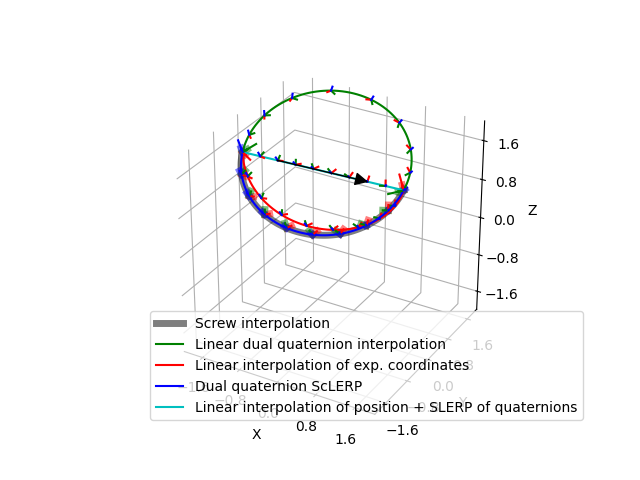 1.6
0.8
0.0
−0.8
−1.6
Z
Screw interpolation
Linear dual quaternion interpolation
Linear interpolation of exp. coordinates
Dual quaternion ScLERP
Linear interpolation of position + SLERP of quaternions
1.6
0.0
−0.8
0.8
1.6
−1.6
X